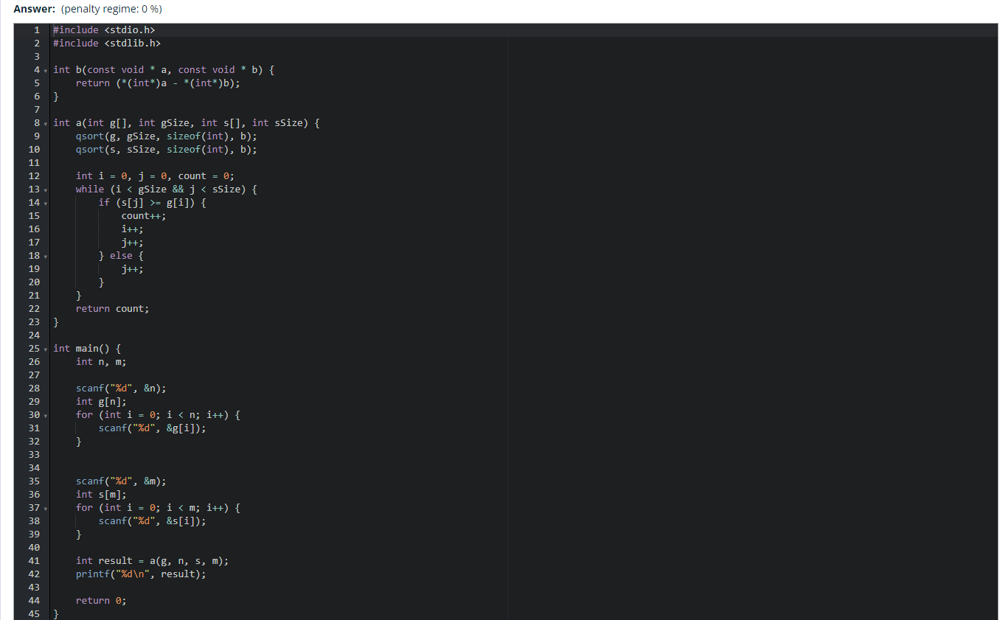 Answer: (penalty regime: 0 %)
1 #include <stdio.h>
2 #include <stdlib.h>
3
4 int b(const void * a, const void * b) {
5     return (*(int*)a - *(int*)b);
6 }
7
8 int a(int g[], int gSize, int s[], int sSize) {
9     qsort(g, gSize, sizeof(int), b);
10     qsort(s, sSize, sizeof(int), b);
11
12     int i = 0, j = 0, count = 0;
13     while (i < gSize && j < sSize) {
14         if (s[j] >= g[i]) {
15             count++;
16             i++;
17             j++;
18         } else {
19             j++;
20         }
21     }
22     return count;
23 }
24
25 int main() {
26     int n, m;
27
28     scanf("%d", &n);
29     int g[n];
30     for (int i = 0; i < n; i++) {
31         scanf("%d", &g[i]);
32     }
33
34
35     scanf("%d", &m);
36     int s[m];
37     for (int i = 0; i < m; i++) {
38         scanf("%d", &s[i]);
39     }
40
41     int result = a(g, n, s, m);
42     printf("%d\n", result);
43
44     return 0;
45 }